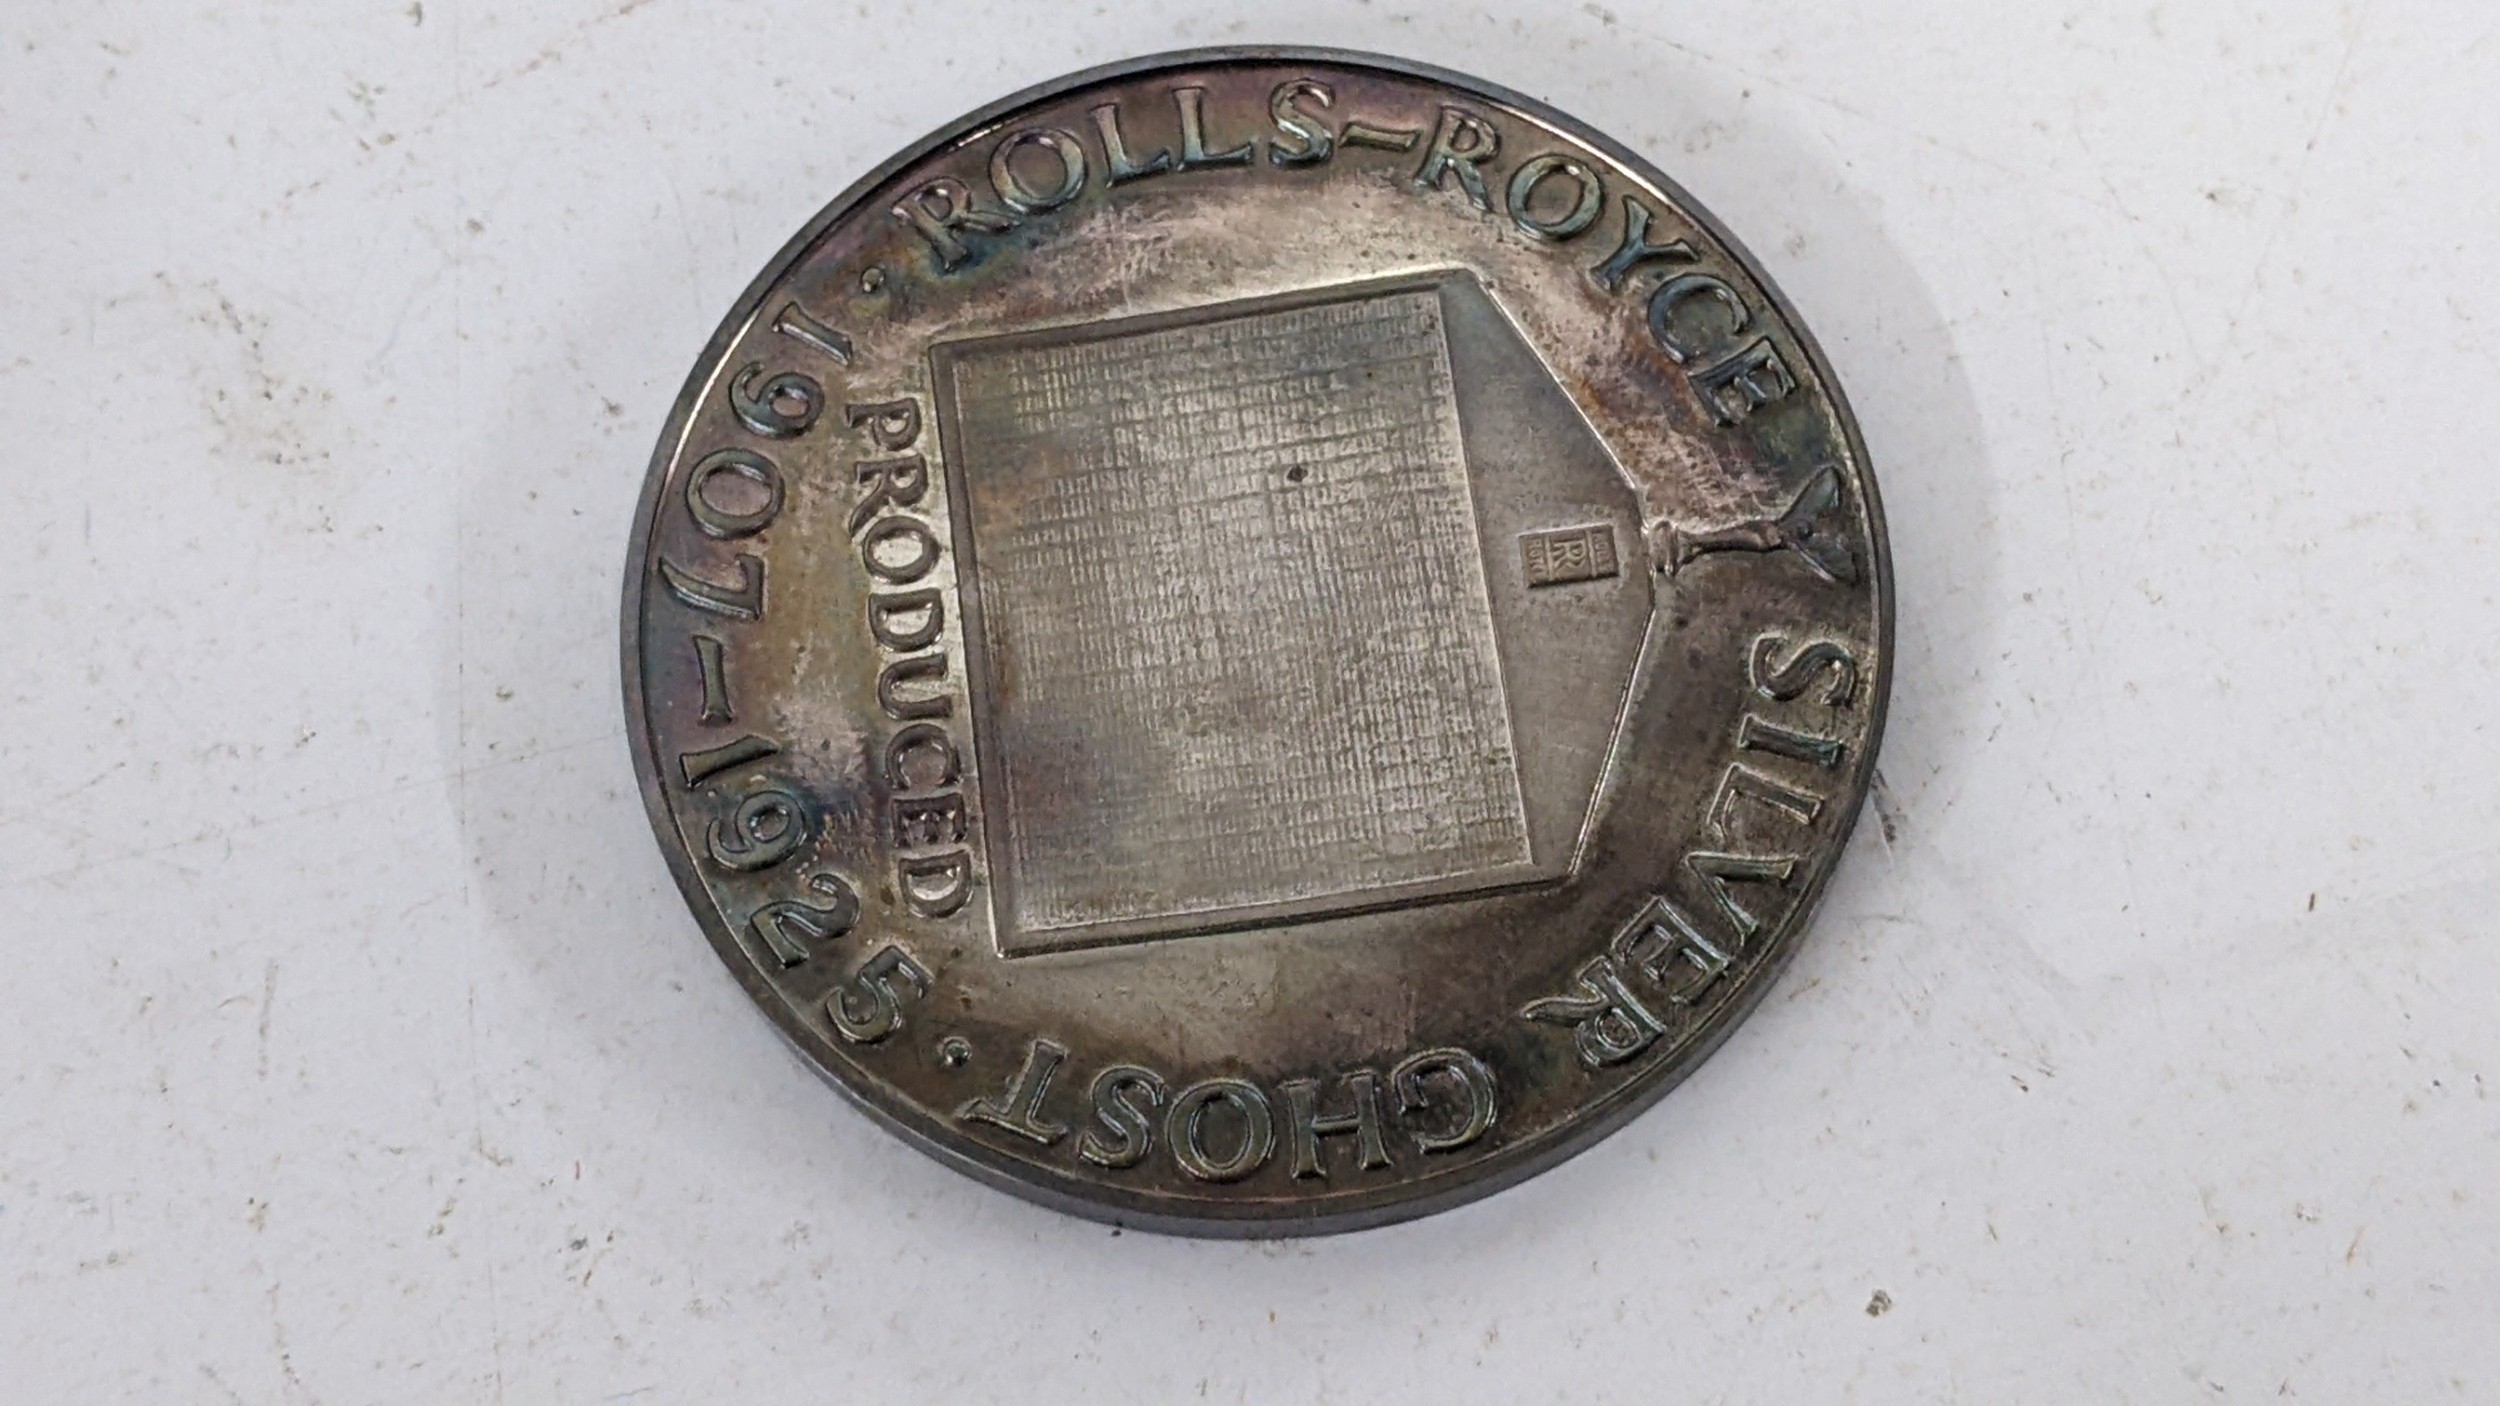 ROLLS-ROYCE SILVER GHOST
PRODUCED
· 1907-1925 ·
R